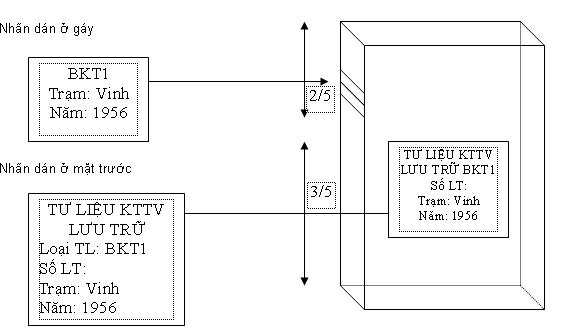 Nhãn dán ở gáy
BKT1
Trạm: Vinh
Năm: 1956
2/5
Nhãn dán ở mặt trước
TƯ LIỆU KTTV
LƯU TRỮ
Loại TL: BKT1
Số LT:
Trạm: Vinh
Năm: 1956
3/5
TƯ LIỆU KTTV
LƯU TRỮ BKT1
Số LT:
Trạm: Vinh
Năm: 1956